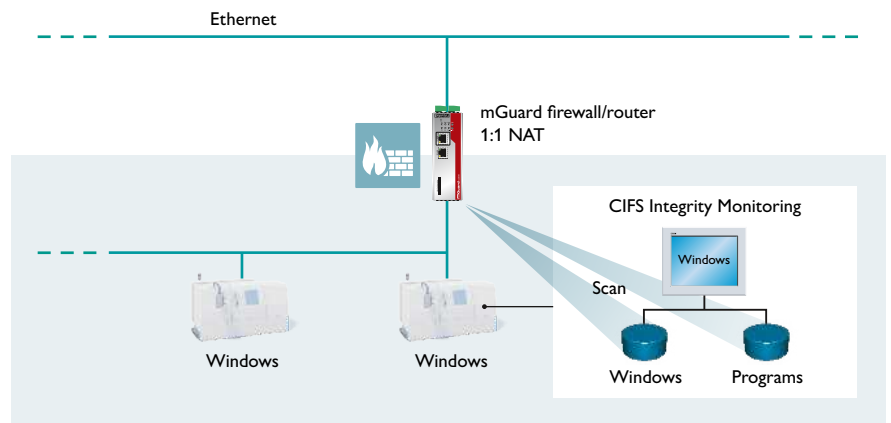 Ethernet
mGuard firewall/router
1:1 NAT
CIFS Integrity Monitoring
Windows
Scan
Windows
Windows
Windows
Programs